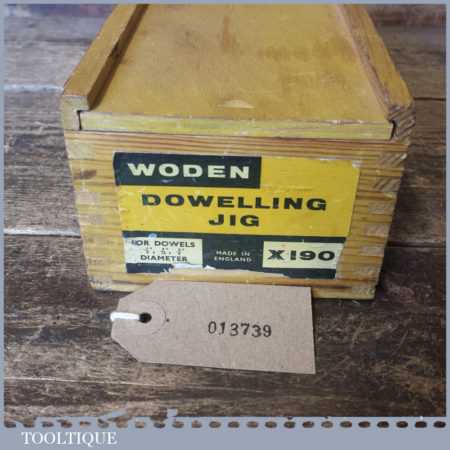 WODEN
DOWELLING
JIG
FOR DOWELS
DIAMETER
MADE IN
ENGLAND
X190
013739
TOOLTIQUE